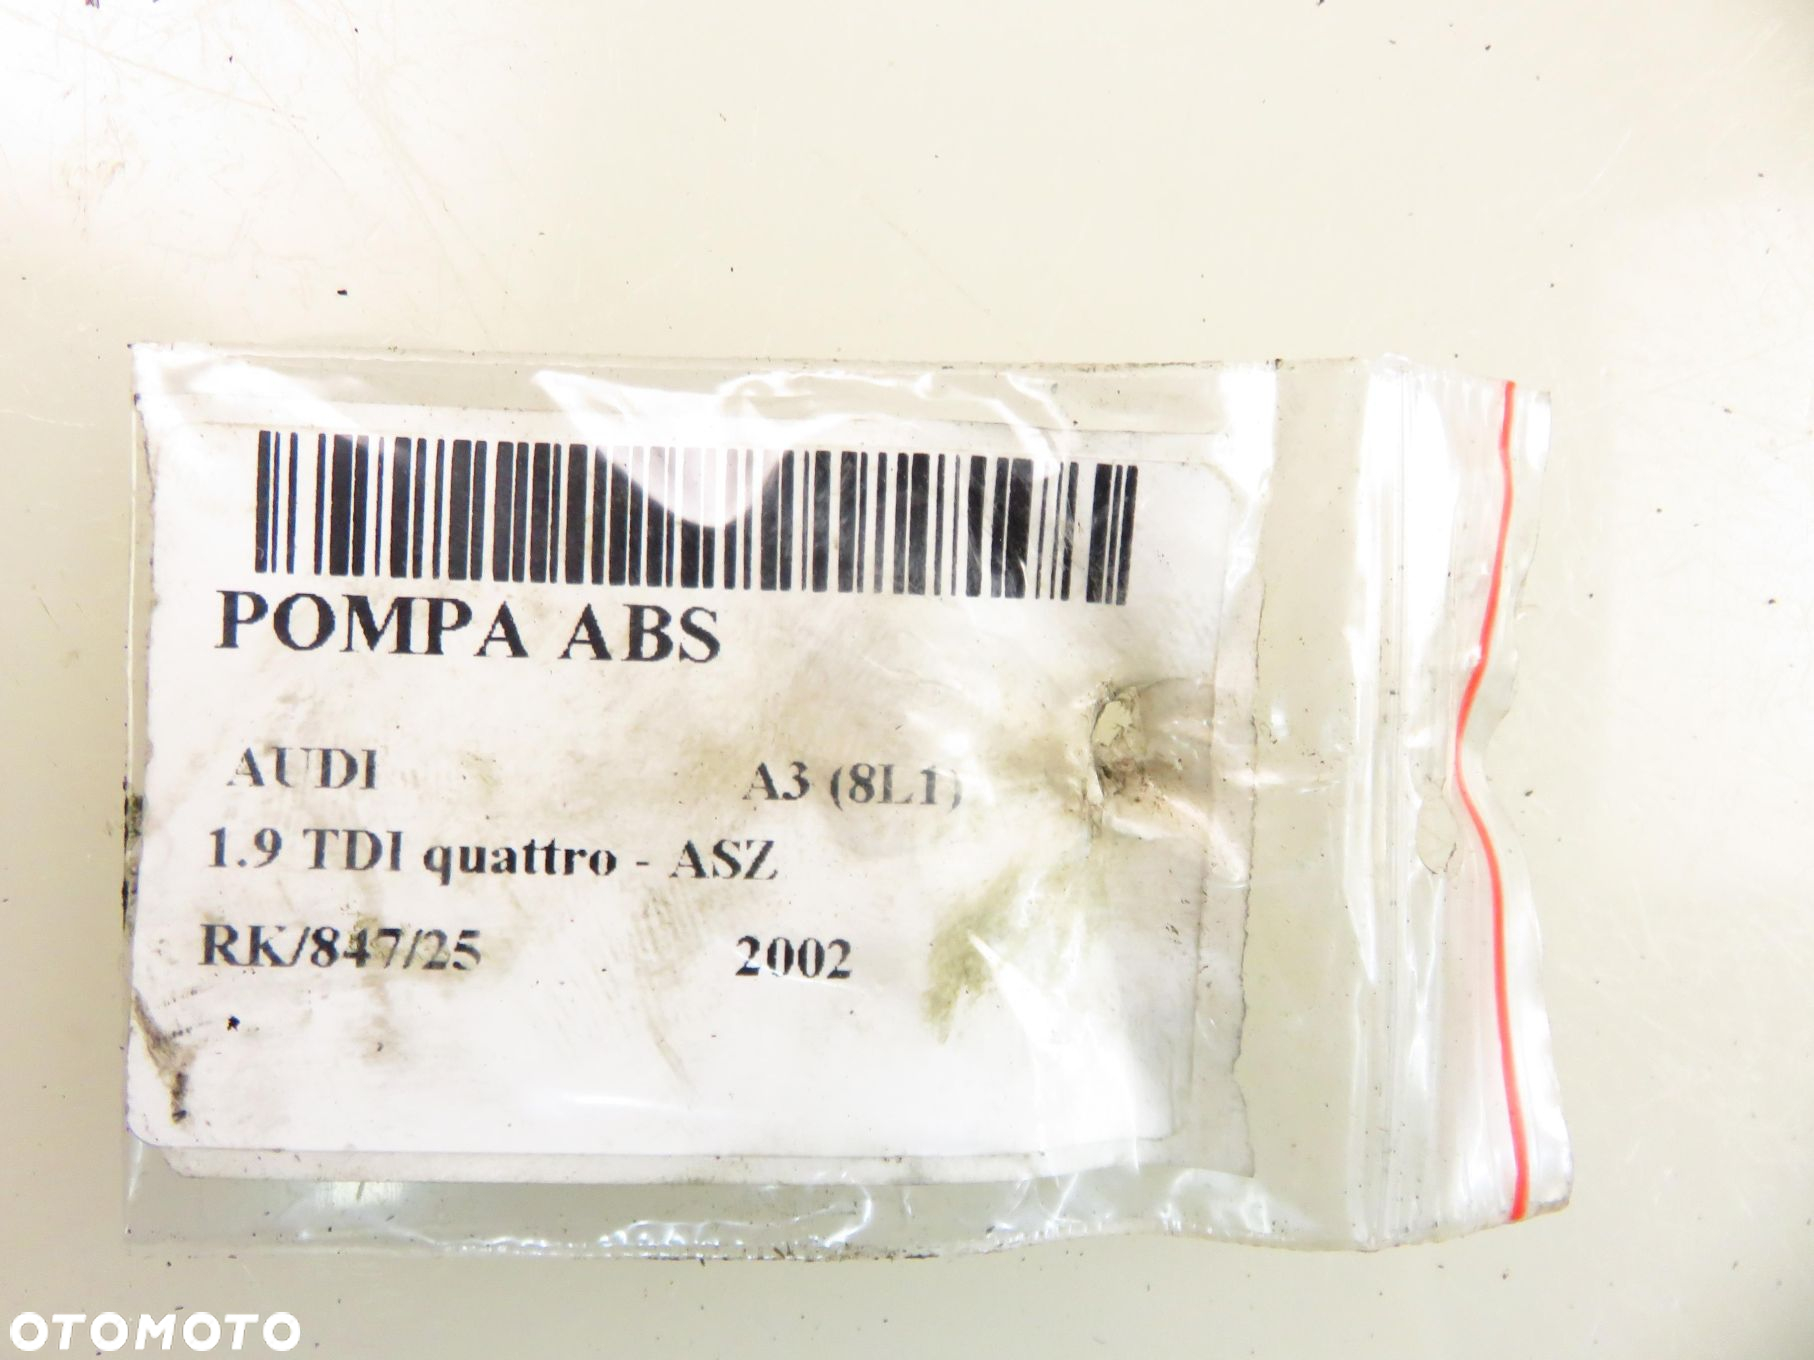 POMPA ABS
AUDI A3 (8L1)
1.9 TDI quattro - ASZ
RK/847/25 2002
OTOMOTO